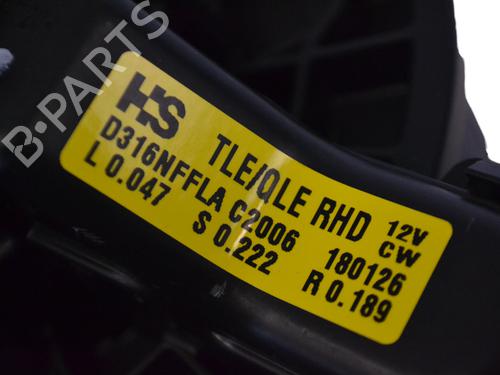 B-PARTS
HS TLE/QLE RHD 12V
D316NFFLA C2006 CW
L 0.047 S 0.222 180126
R 0.189